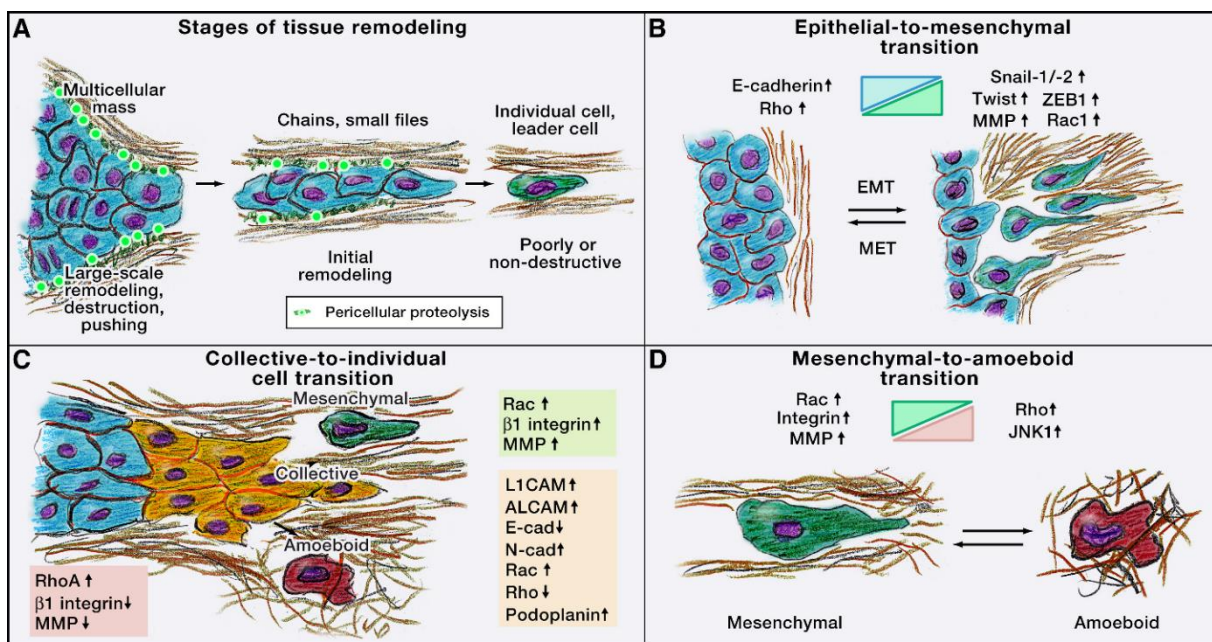 A
Stages of tissue remodeling
Multicellular
mass
Chains, small files
Individual cell,
leader cell
Large-scale
remodeling,
destruction,
pushing
Initial
remodeling
Poorly or
non-destructive
Pericellular proteolysis
B
Epithelial-to-mesenchymal
transition
E-cadherin↑
Rho ↑
Snail-1/-2 ↑
Twist↑ ZEB1↑
MMP ↑ Rac1↑
EMT
MET
C
Collective-to-individual
cell transition
Mesenchymal
Collective
Amoeboid
Rac ↑
β1 integrin↑
MMP ↑
L1CAM↑
ALCAM↑
E-cad↓
N-cad↑
Rac ↑
Rho ↓
Podoplanin↑
RhoA ↑
β1 integrin↓
MMP ↓
D
Mesenchymal-to-amoeboid
transition
Rac ↑
Integrin↑
MMP ↑
Rho↑
JNK1↑
Mesenchymal
Amoeboid